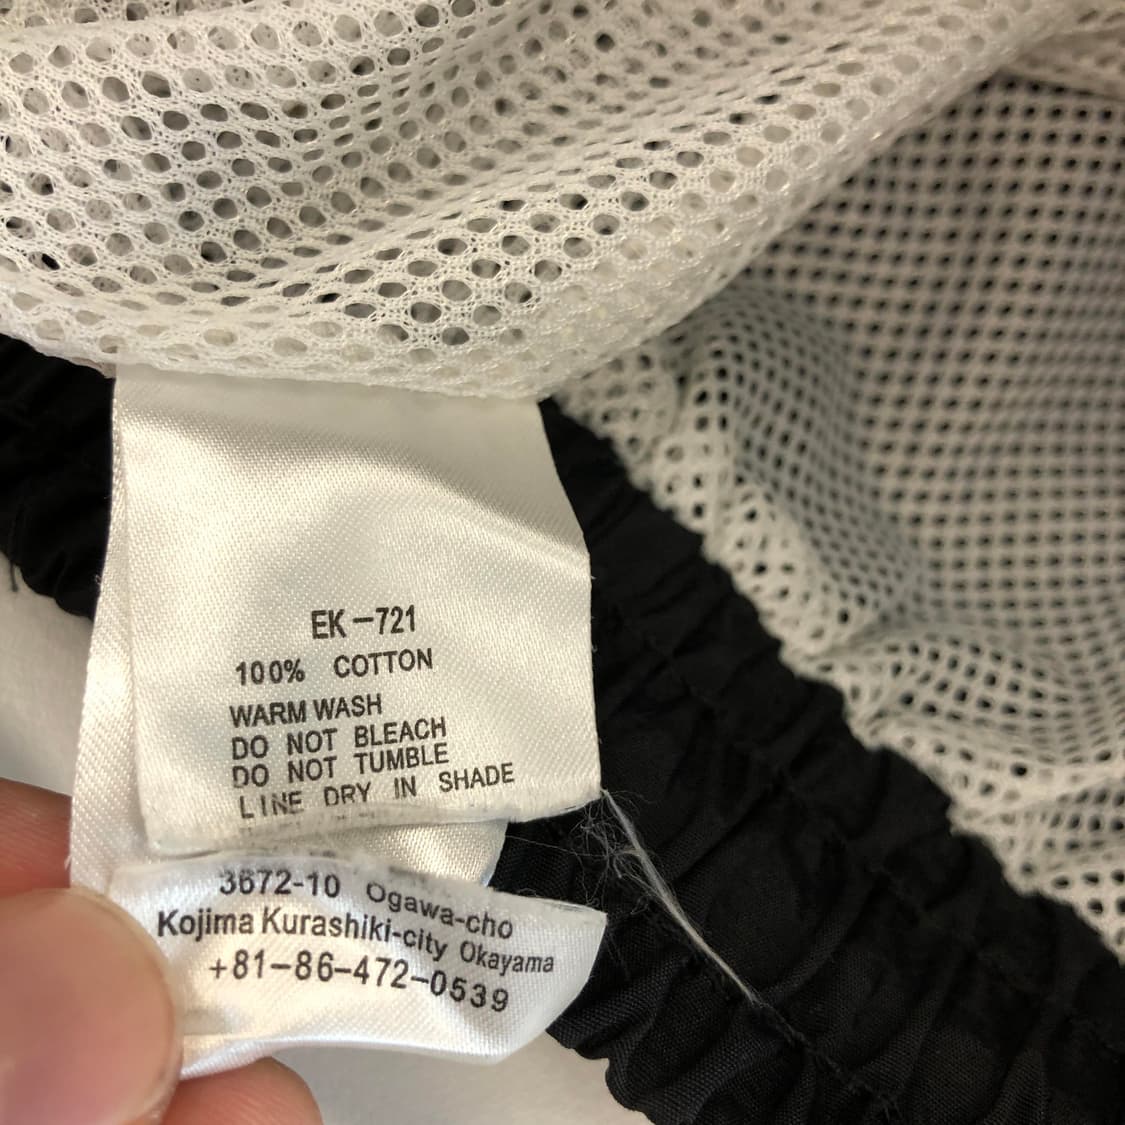 EK-721
100% COTTON
WARM WASH
DO NOT BLEACH
DO NOT TUMBLE
LINE DRY IN SHADE
3672-10 Ogawa-cho
Kojima Kurashiki-city Okayama
+81-86-472-0539